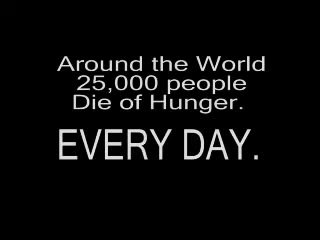 Around the World
25,000 people
Die of Hunger.
EVERY DAY.